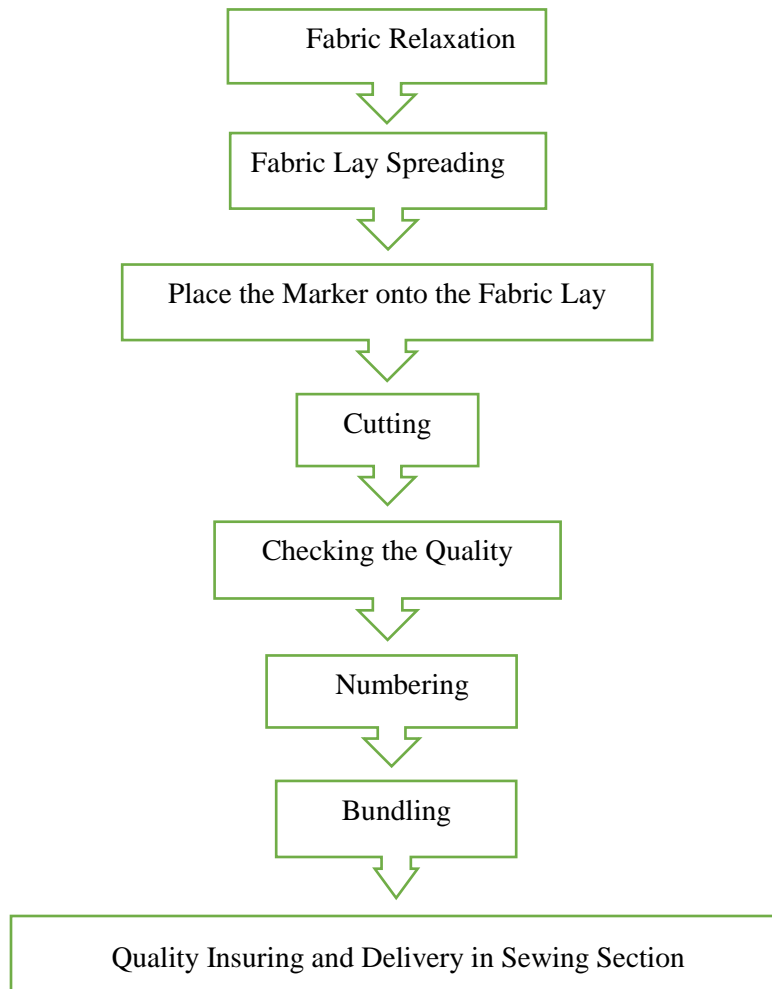 Fabric Relaxation
Fabric Lay Spreading
Place the Marker onto the Fabric Lay
Cutting
Checking the Quality
Numbering
Bundling
Quality Insuring and Delivery in Sewing Section